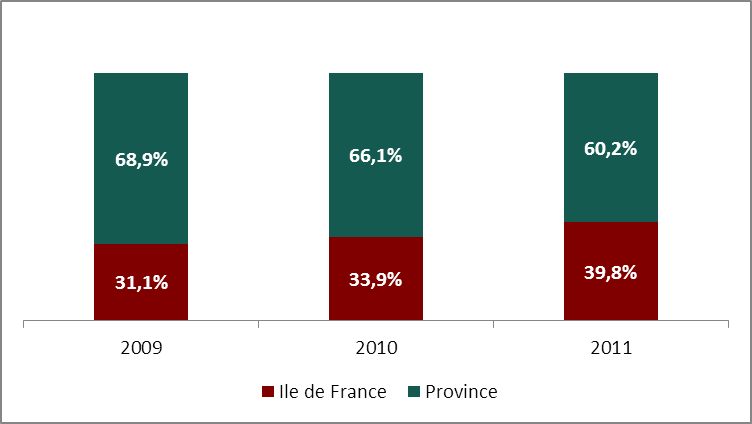 68,9% 66,1% 60,2%
31,1% 33,9% 39,8%
2009 2010 2011
Ile de France Province